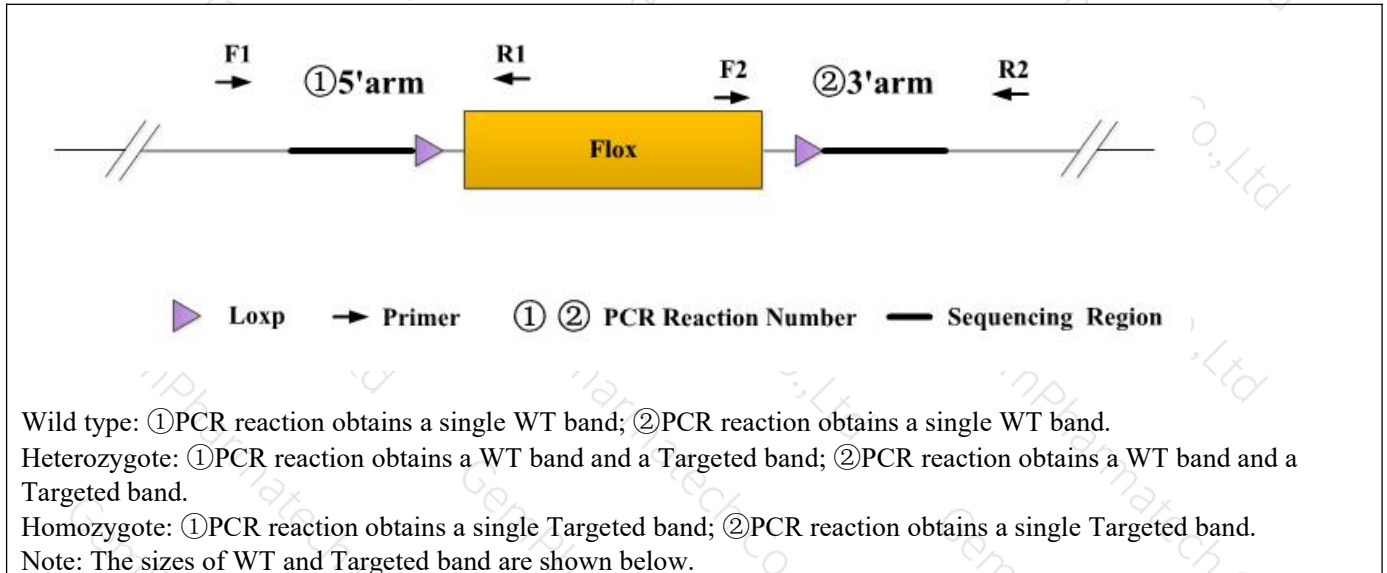 F1 R1 F2 R2
①5'arm ②3'arm
Flox
Loxp Primer ① ② PCR Reaction Number Sequencing Region
Wild type: ①PCR reaction obtains a single WT band; ②PCR reaction obtains a single WT band.
Heterozygote: ①PCR reaction obtains a WT band and a Targeted band; ②PCR reaction obtains a WT band and a
Targeted band.
Homozygote: ①PCR reaction obtains a single Targeted band; ②PCR reaction obtains a single Targeted band.
Note: The sizes of WT and Targeted band are shown below.